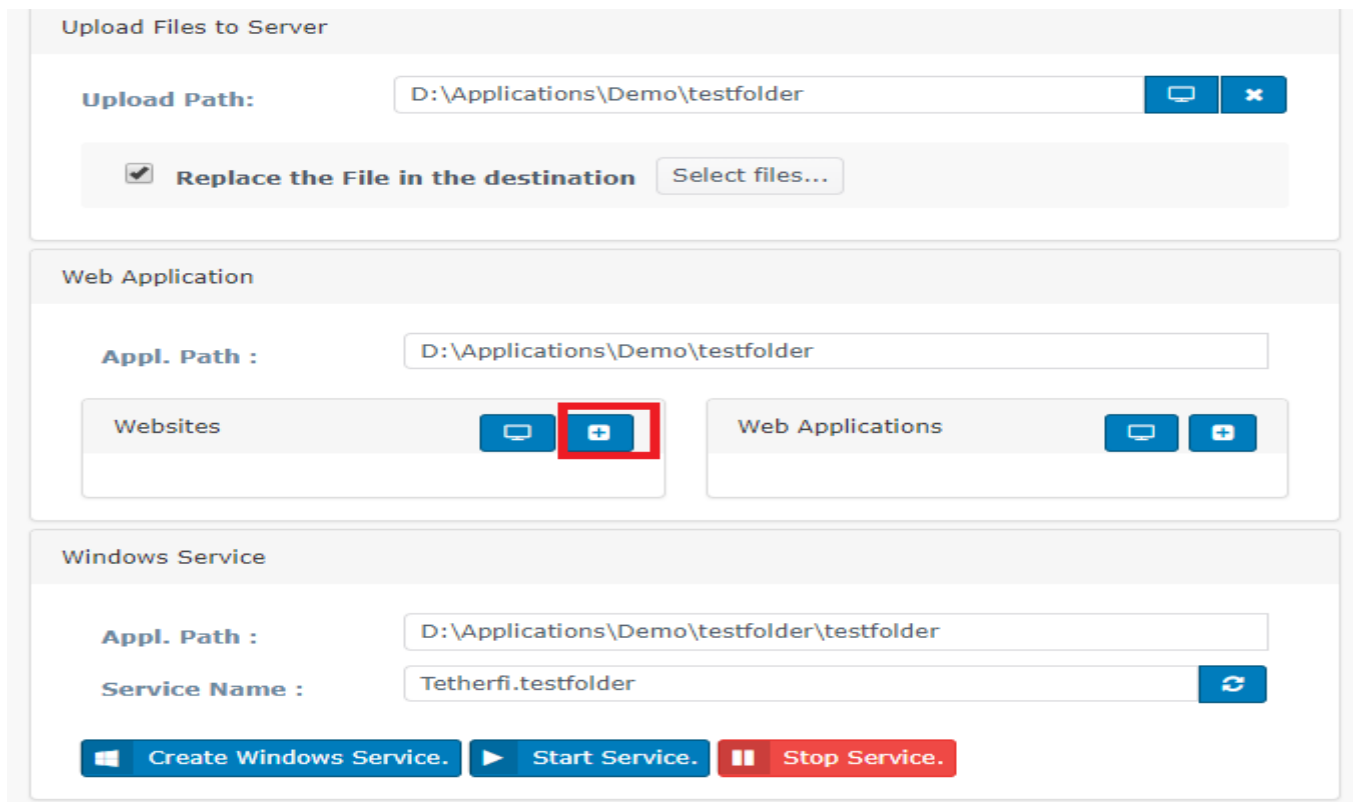 Upload Files to Server
Upload Path:
D:\Applications\Demo\testfolder
Replace the File in the destination
Select files...
Web Application
Appl. Path :
D:\Applications\Demo\testfolder
Websites
Web Applications
Windows Service
Appl. Path :
D:\Applications\Demo\testfolder\testfolder
Service Name :
Tetherfi.testfolder
Create Windows Service.
Start Service.
Stop Service.